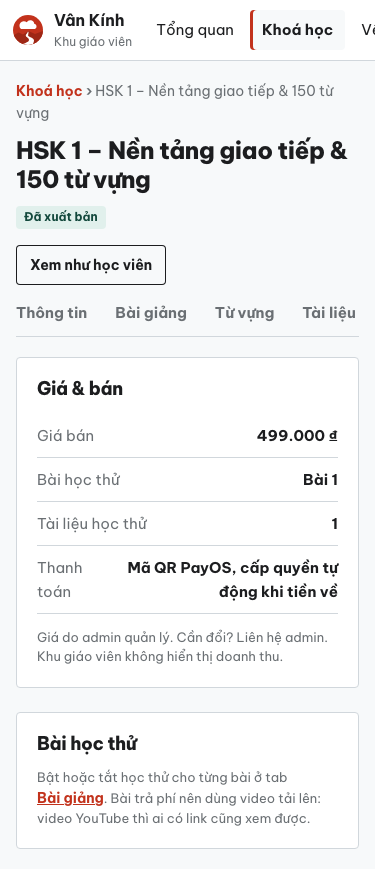 Vân Kính
Khu giáo viên
Tổng quan
Khoá học
Khoá học › HSK 1 – Nền tảng giao tiếp & 150 từ
vựng
HSK 1 – Nền tảng giao tiếp &
150 từ vựng
Đã xuất bản
Xem như học viên
Thông tin
Bài giảng
Từ vựng
Tài liệu
Giá & bán
Giá bán
499.000 ₫
Bài học thử
Bài 1
Tài liệu học thử
1
Thanh
toán
Mã QR PayOS, cấp quyền tự
động khi tiền về
Giá do admin quản lý. Cần đổi? Liên hệ admin.
Khu giáo viên không hiển thị doanh thu.
Bài học thử
Bật hoặc tắt học thử cho từng bài ở tab
Bài giảng. Bài trả phí nên dùng video tải lên:
video YouTube thì ai có link cũng xem được.